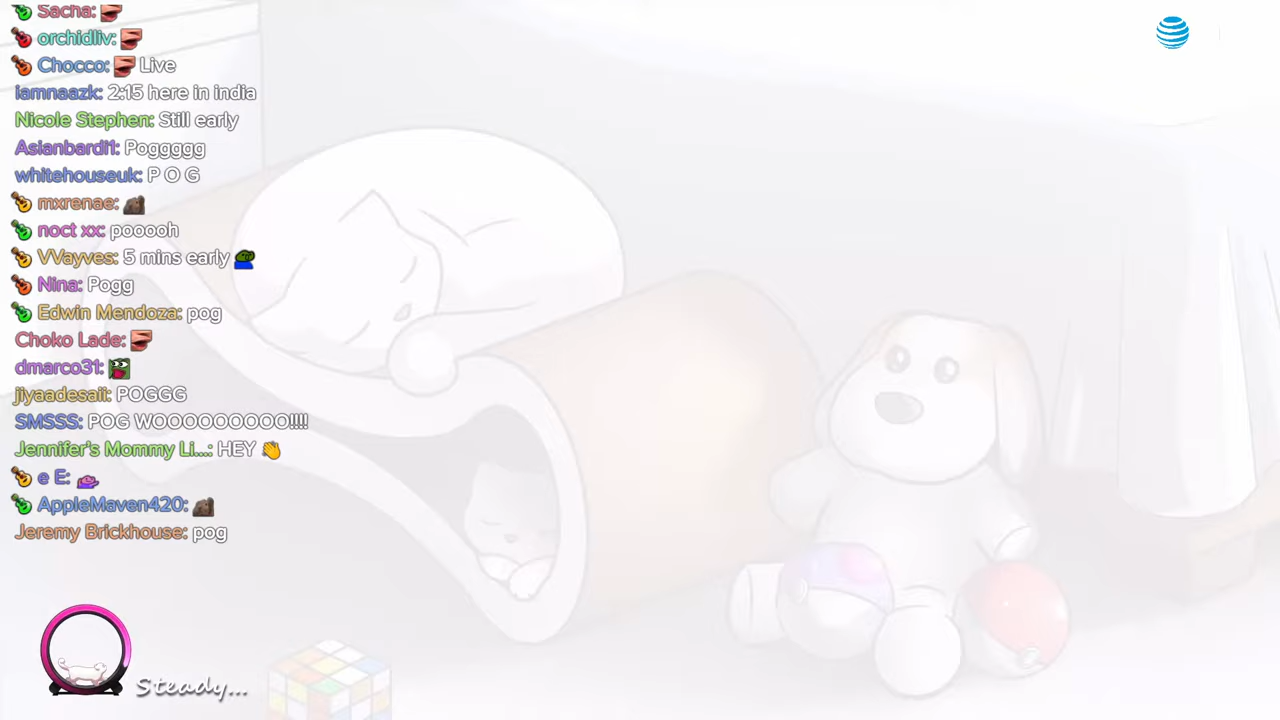 Sacha:
orchidliv:
Chocco: Live
iamnaazk: 2:15 here in india
Nicole Stephen: Still early
Asianbardi1: Poggggg
whitehouseuk: P O G
mxrenae:
noct xx: pooooh
VVayves: 5 mins early
Nina: Pogg
Edwin Mendoza: pog
Choko Lade:
dmarco31:
jiyaadesaii: POGGG
SMSSS: POG WOOOOOOOOO!!!!
Jennifer's Mommy Li...: HEY 👋
e E:
AppleMaven420:
Jeremy Brickhouse: pog
Steady...